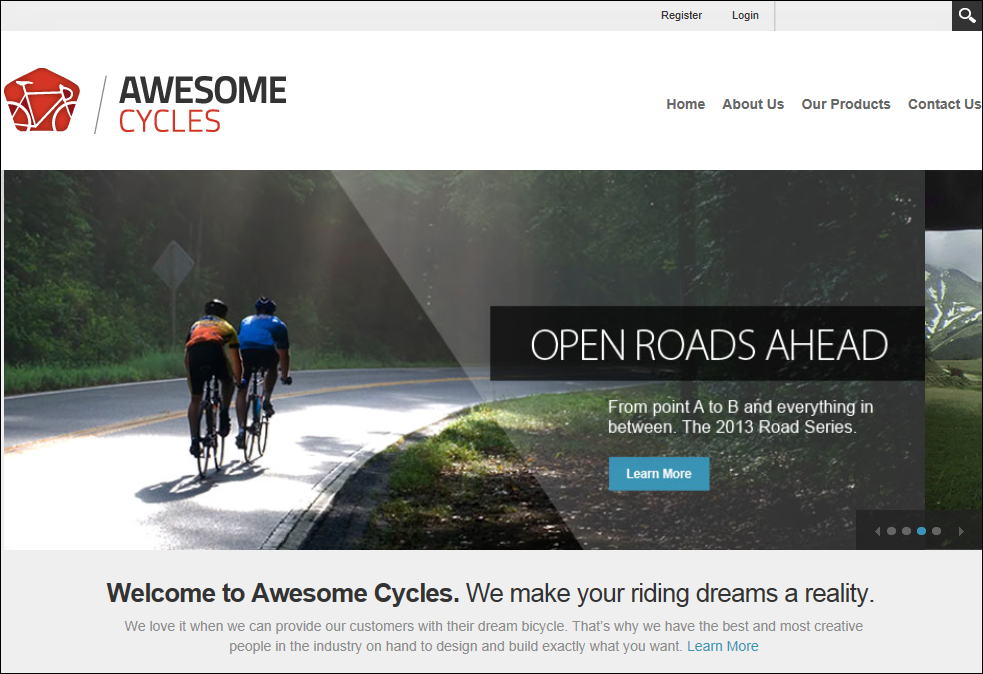 Register Login
AWESOME
CYCLES
Home About Us Our Products Contact Us
OPEN ROADS AHEAD
From point A to B and everything in
between. The 2013 Road Series.
Learn More
Welcome to Awesome Cycles. We make your riding dreams a reality.
We love it when we can provide our customers with their dream bicycle. That’s why we have the best and most creative
people in the industry on hand to design and build exactly what you want. Learn More